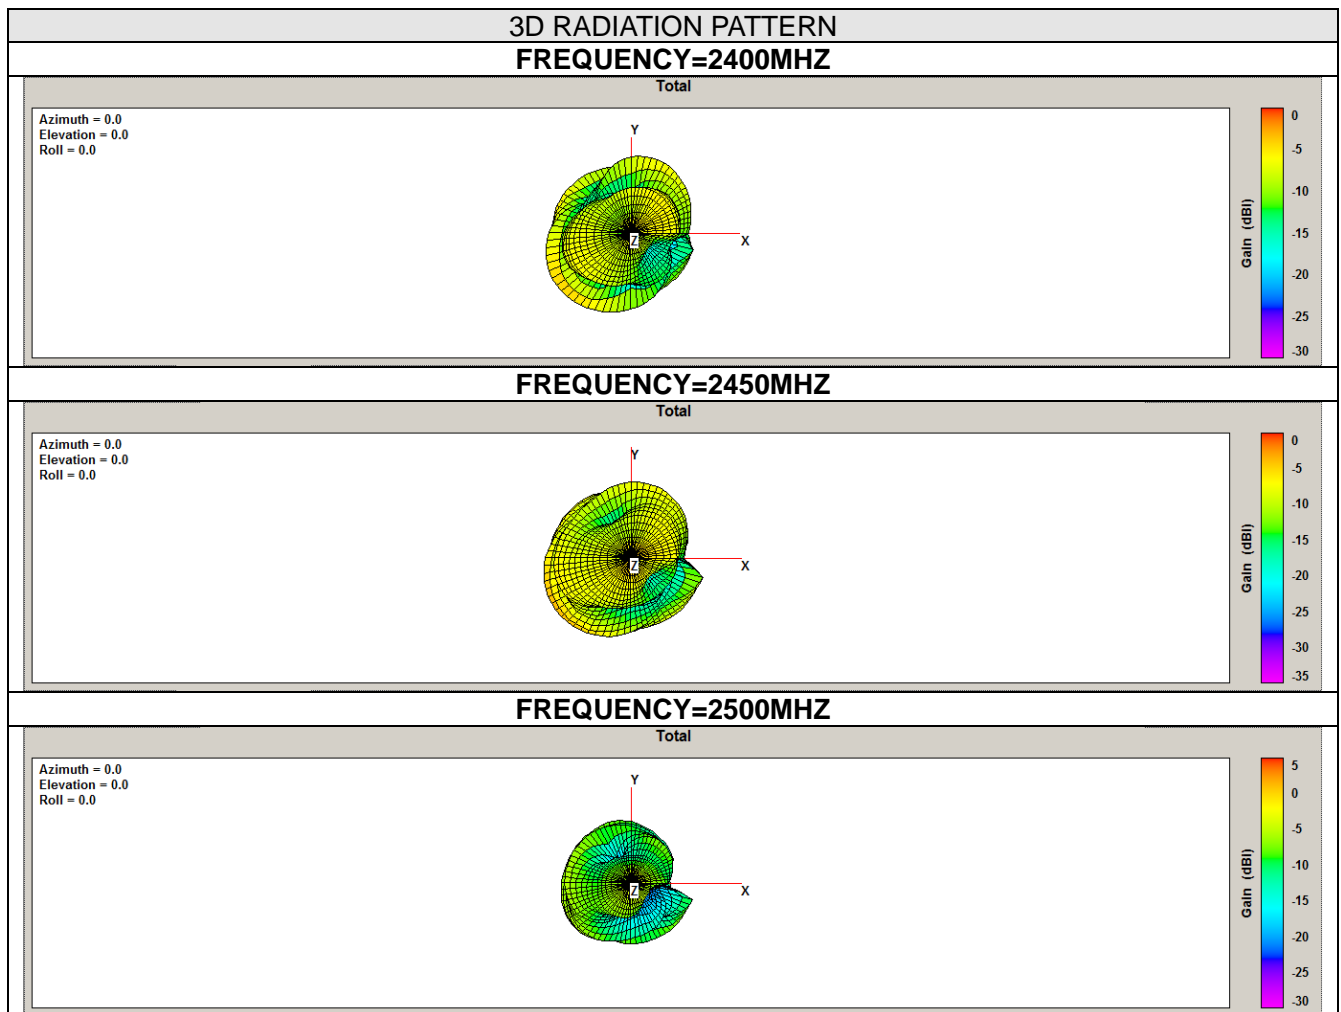 3D RADIATION PATTERN
FREQUENCY=2400MHZ
Total
Azimuth = 0.0
Elevation = 0.0
Roll = 0.0
Y
Z
X
0
-5
-10
-15
-20
-25
-30
Gain (dBi)
FREQUENCY=2450MHZ
Total
Azimuth = 0.0
Elevation = 0.0
Roll = 0.0
Y
Z
X
0
-5
-10
-15
-20
-25
-30
-35
Gain (dBi)
FREQUENCY=2500MHZ
Total
Azimuth = 0.0
Elevation = 0.0
Roll = 0.0
Y
Z
X
5
0
-5
-10
-15
-20
-25
-30
Gain (dBi)